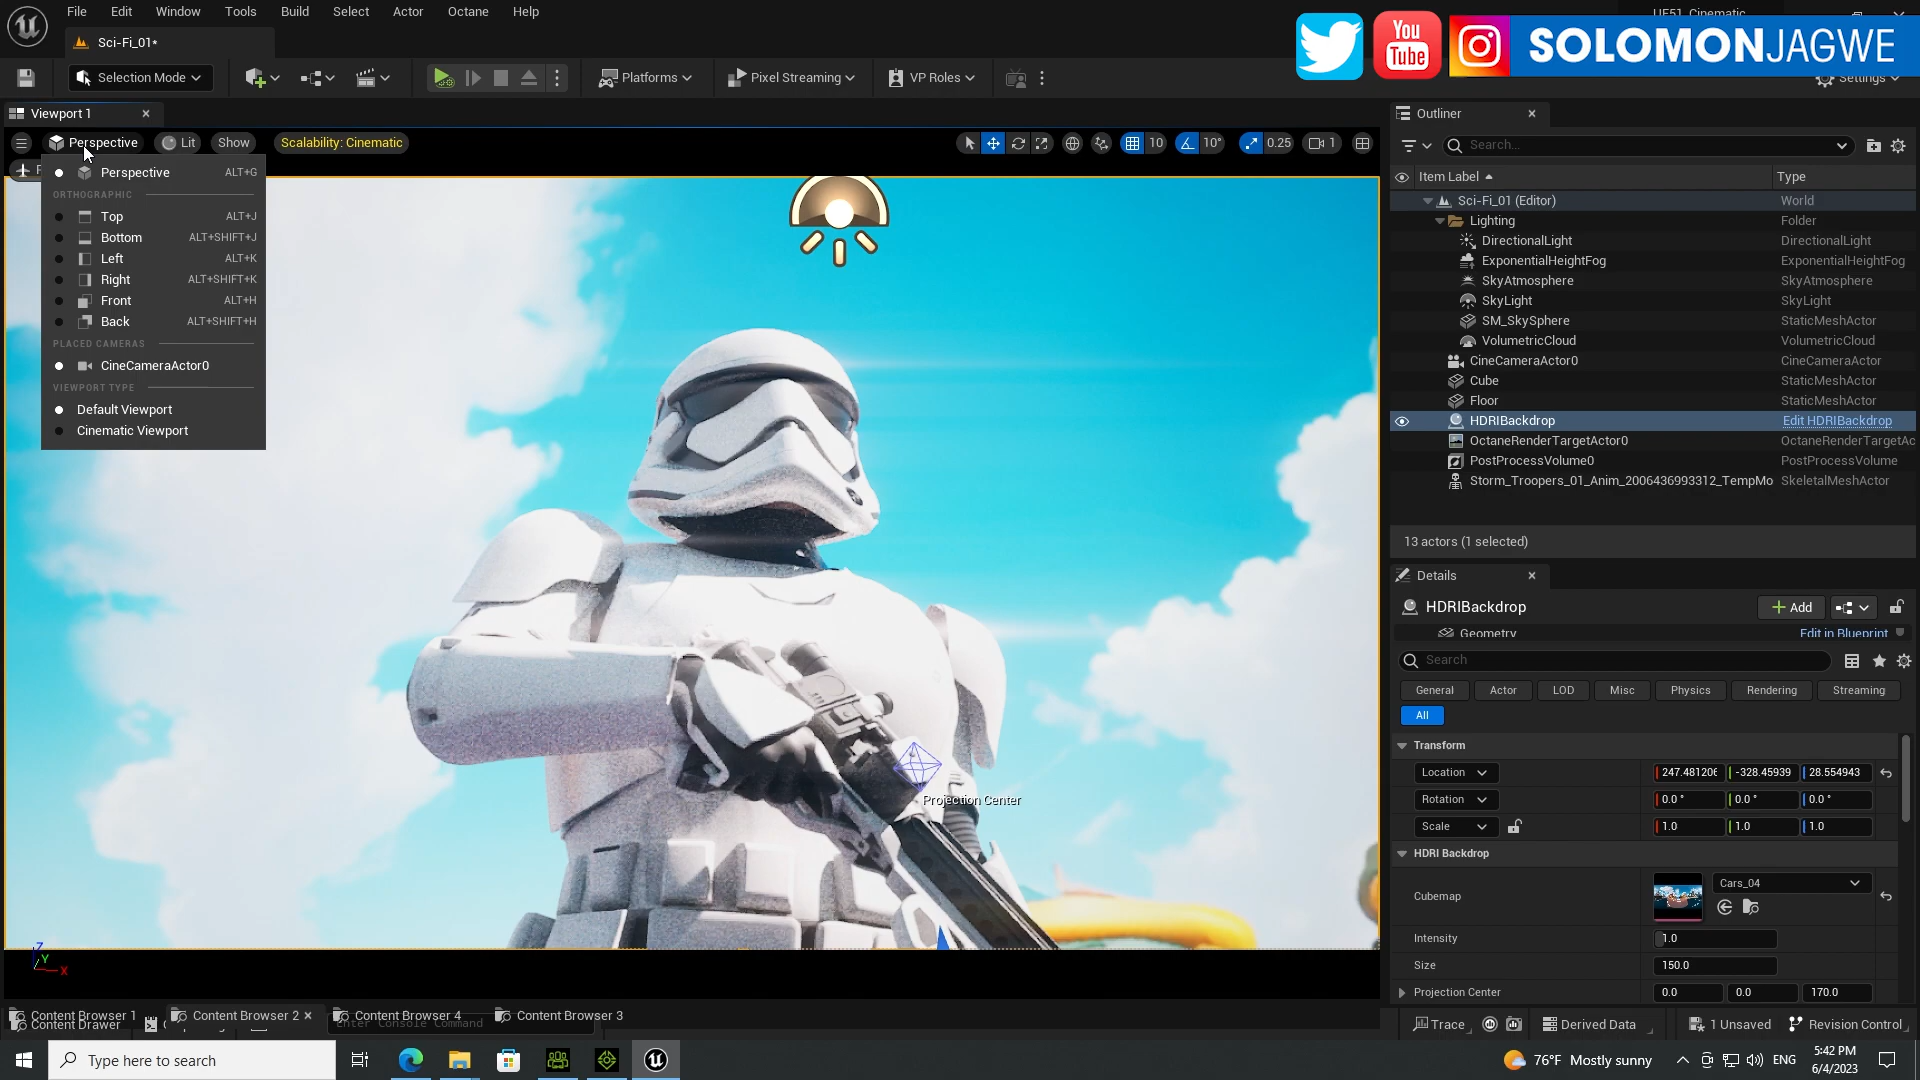 File Edit Window Tools Build Select Actor Octane Help
Sci-Fi_01*
You
Tube
SOLOMONJAGWE
Selection Mode
Platforms
Pixel Streaming
VP Roles
Settings
Viewport 1
Outliner
Perspective
Lit
Show
Scalability: Cinematic
10
10°
0.25
1
Search...
Item Label
Type
Perspective ALT+G
ORTHOGRAPHIC
Top ALT+J
Bottom ALT+SHIFT+J
Left ALT+K
Right ALT+SHIFT+K
Front ALT+H
Back ALT+SHIFT+H
PLACED CAMERAS
CineCameraActor0
VIEWPORT TYPE
Default Viewport
Cinematic Viewport
Projection Center
Z
Y
X
Sci-Fi_01 (Editor) World
Lighting Folder
DirectionalLight DirectionalLight
ExponentialHeightFog ExponentialHeightFog
SkyAtmosphere SkyAtmosphere
SkyLight SkyLight
SM_SkySphere StaticMeshActor
VolumetricCloud VolumetricCloud
CineCameraActor0 CineCameraActor
Cube StaticMeshActor
Floor StaticMeshActor
HDRIBackdrop Edit HDRIBackdrop
OctaneRenderTargetActor0 OctaneRenderTargetAc
PostProcessVolume0 PostProcessVolume
Storm_Troopers_01_Anim_2006436993312_TempMo SkeletalMeshActor
13 actors (1 selected)
Details
HDRIBackdrop
Add
Geometry
Edit in Blueprint
Search
General Actor LOD Misc Physics Rendering Streaming
All
Transform
Location 247.481206 -328.45939 28.554943
Rotation 0.0 ° 0.0 ° 0.0 °
Scale 1.0 1.0 1.0
HDRI Backdrop
Cubemap Cars_04
Intensity 1.0
Size 150.0
Projection Center 0.0 0.0 170.0
Content Browser 1 Content Browser 2 Content Browser 4 Content Browser 3
Content Drawer
Enter Console Command
Trace Derived Data 1 Unsaved Revision Control
Type here to search
76°F Mostly sunny
ENG
5:42 PM
6/4/2023